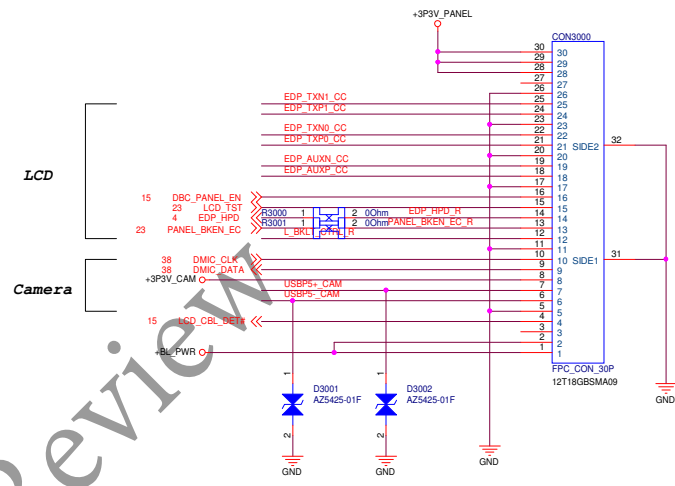 +3P3V_PANEL
CON3000
30 30
29 29
28 28
27 27
26 26
EDP_TXN1_CC 25 25
EDP_TXP1_CC 24 24
23 23
EDP_TXN0_CC 22 22
EDP_TXP0_CC 21 21 SIDE2 32
20 20
EDP_AUXN_CC 19 19
EDP_AUXP_CC 18 18
LCD
17 17
15 DBC_PANEL_EN 16 16
23 LCD_TST 15 15
4 EDP_HPD R3000 1 2 0Ohm EDP_HPD_R 14 14
23 PANEL_BKEN_EC R3001 1 2 0Ohm PANEL_BKEN_EC_R 13 13
12 12
11 11
38 DMIC_CLK 10 10 SIDE1 31
38 DMIC_DATA 9 9
+3P3V_CAM 8 8
Camera
USBP5+_CAM 7 7
USBP5-_CAM 6 6
5 5
15 LCD_CBL_DET# 4 4
3 3
2 2
+BL_PWR 1 1
FPC_CON_30P
12T18GBSMA09
1 D3001
AZ5425-01F
2
GND
1 D3002
AZ5425-01F
2
GND
GND
GND
Review